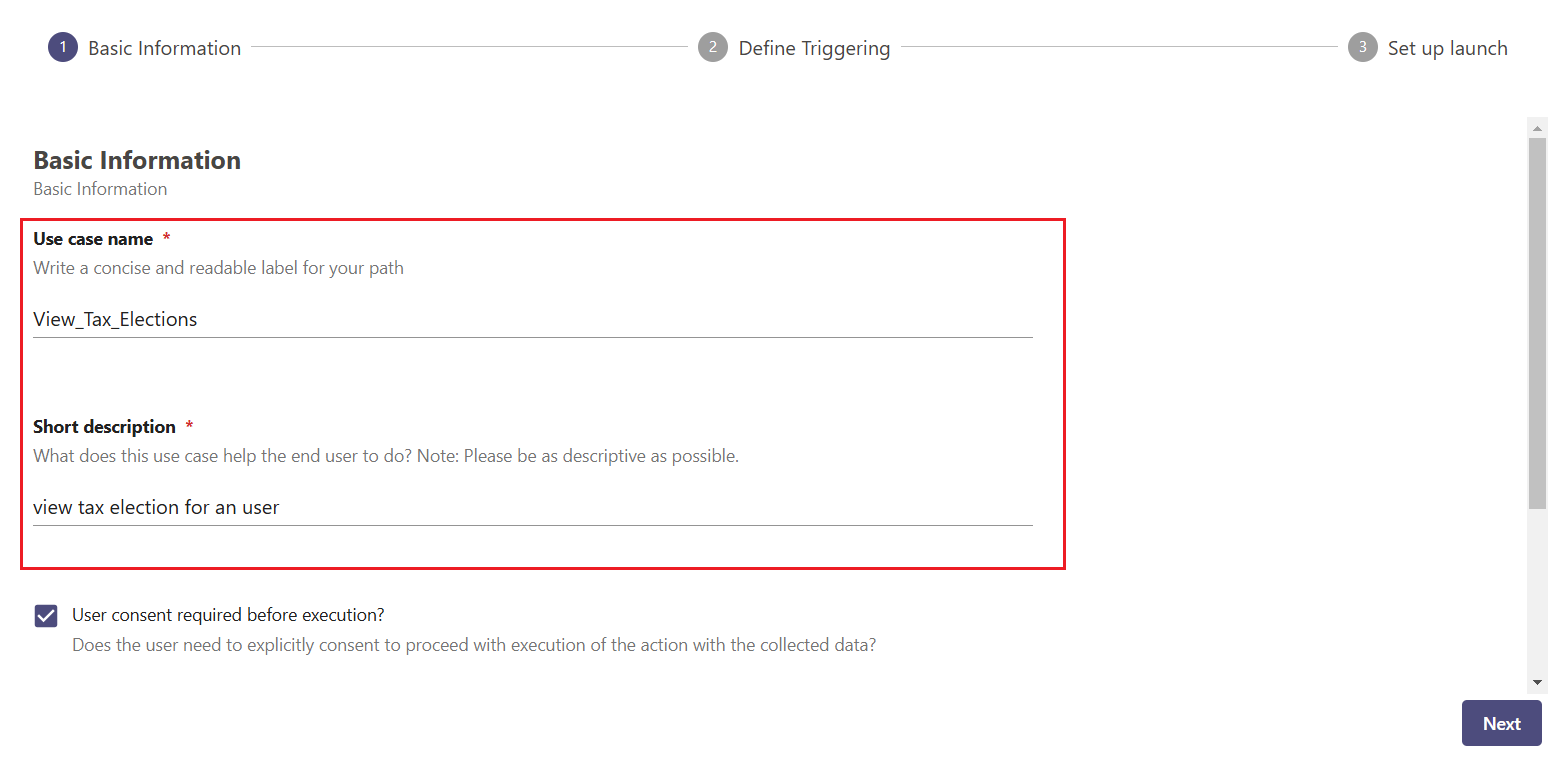 1 Basic Information 2 Define Triggering 3 Set up launch
Basic Information
Basic Information
Use case name *
Write a concise and readable label for your path
View_Tax_Elections
Short description *
What does this use case help the end user to do? Note: Please be as descriptive as possible.
view tax election for an user
User consent required before execution?
Does the user need to explicitly consent to proceed with execution of the action with the collected data?
Next